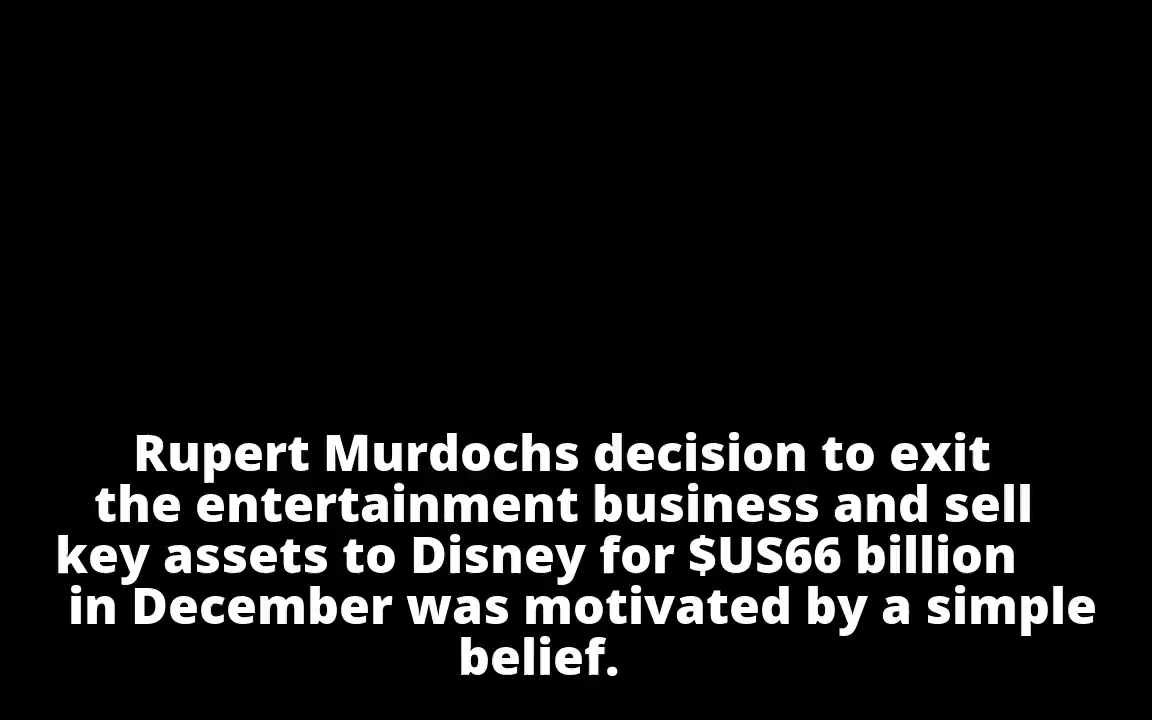 Rupert Murdochs decision to exit
the entertainment business and sell
key assets to Disney for $US66 billion
in December was motivated by a simple
belief.